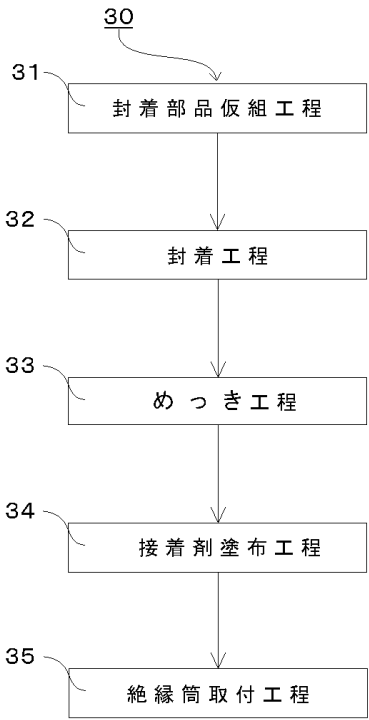 30
31
封着部品仮組工程
32
封着工程
33
めっき工程
34
接着剤塗布工程
35
絶縁筒取付工程